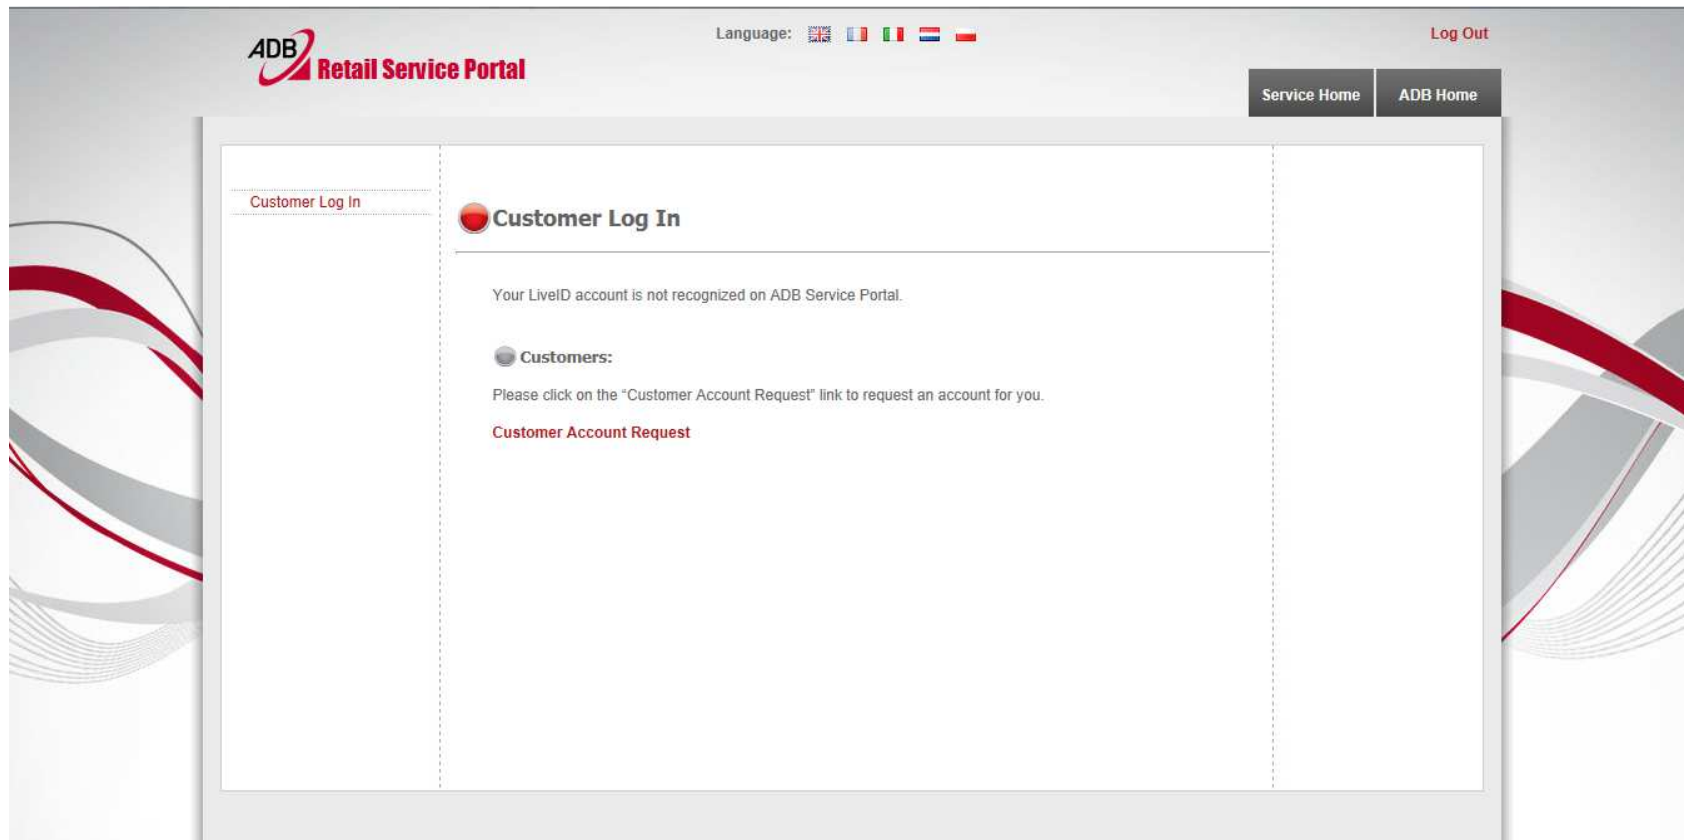 Language:
Log Out
ADB
Retail Service Portal
Service Home
ADB Home
Customer Log In
Customer Log In
Your LiveID account is not recognized on ADB Service Portal.
Customers:
Please click on the “Customer Account Request” link to request an account for you.
Customer Account Request